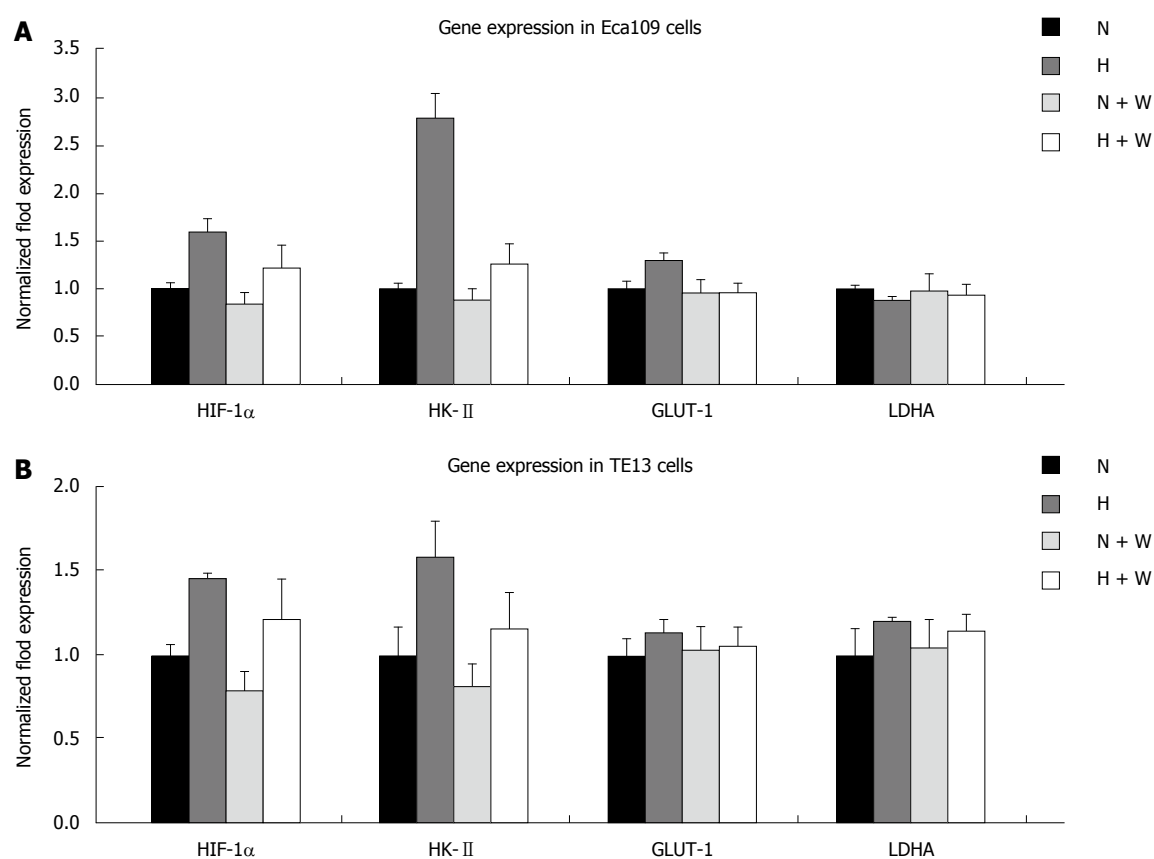 A
Gene expression in Eca109 cells
Normalized flod expression
3.5
3.0
2.5
2.0
1.5
1.0
0.5
0.0
HIF-1α
HK-Ⅱ
GLUT-1
LDHA
N
H
N + W
H + W
B
Gene expression in TE13 cells
Normalized flod expression
2.0
1.5
1.0
0.5
0.0
HIF-1α
HK-Ⅱ
GLUT-1
LDHA
N
H
N + W
H + W